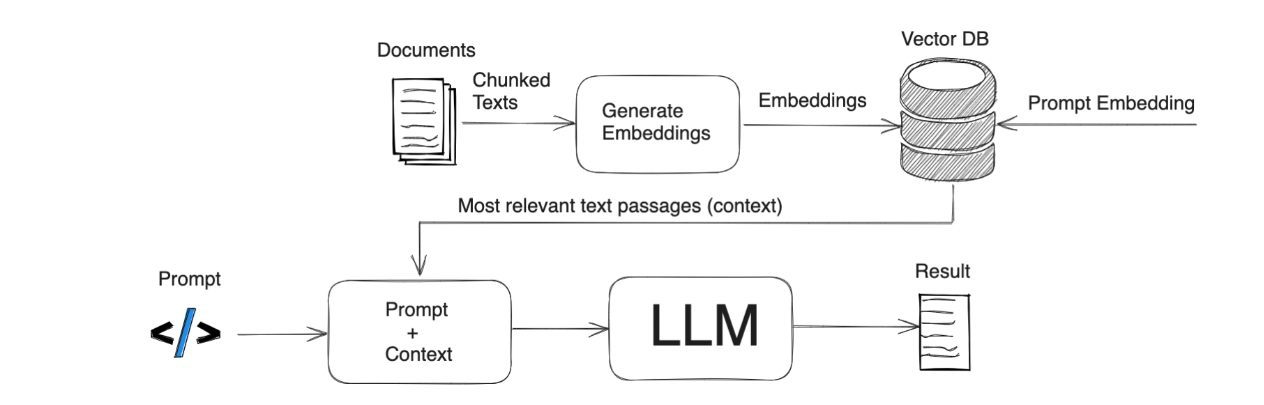 Documents
Chunked
Texts
Generate
Embeddings
Embeddings
Vector DB
Prompt Embedding
Most relevant text passages (context)
Prompt
</>
Prompt
+
Context
LLM
Result